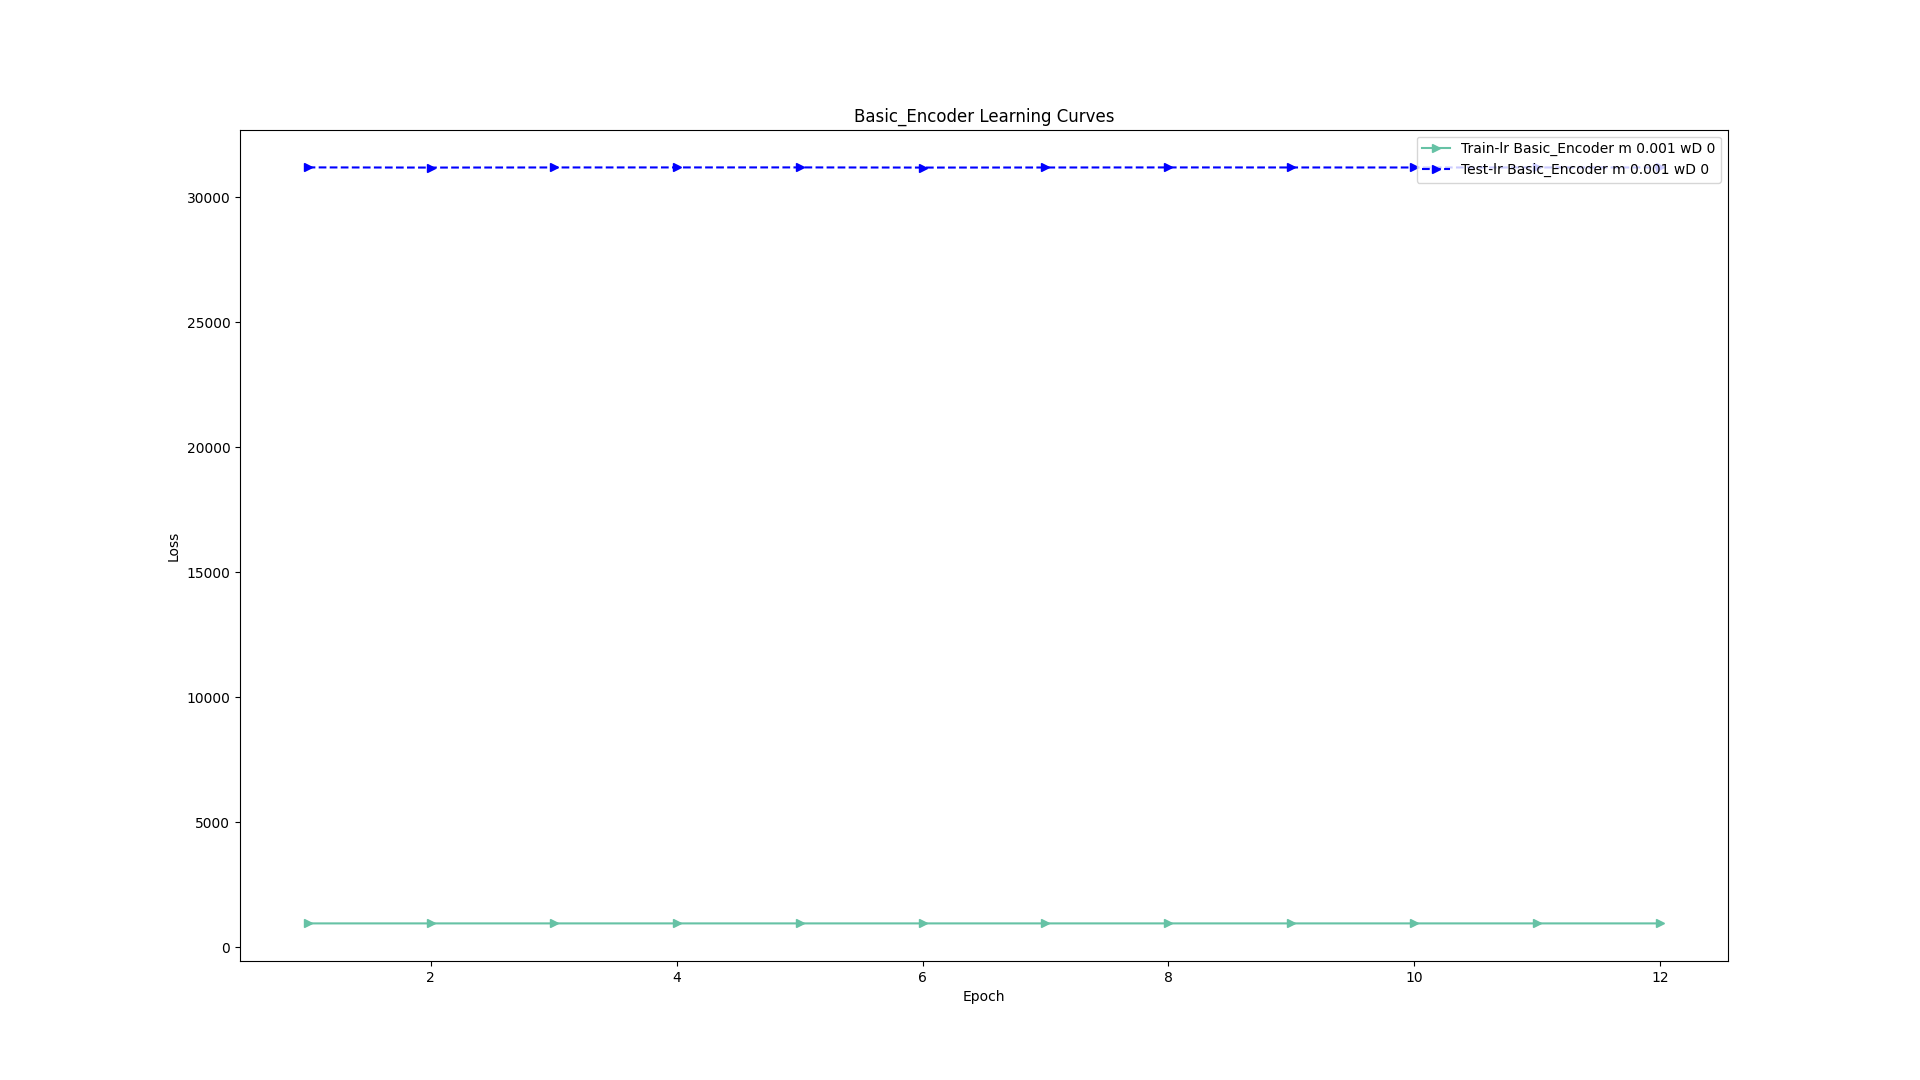 Basic_Encoder Learning Curves
Train-lr Basic_Encoder m 0.001 wD 0
Test-lr Basic_Encoder m 0.001 wD 0
30000
25000
20000
15000
10000
5000
0
Loss
2 4 6 8 10 12
Epoch